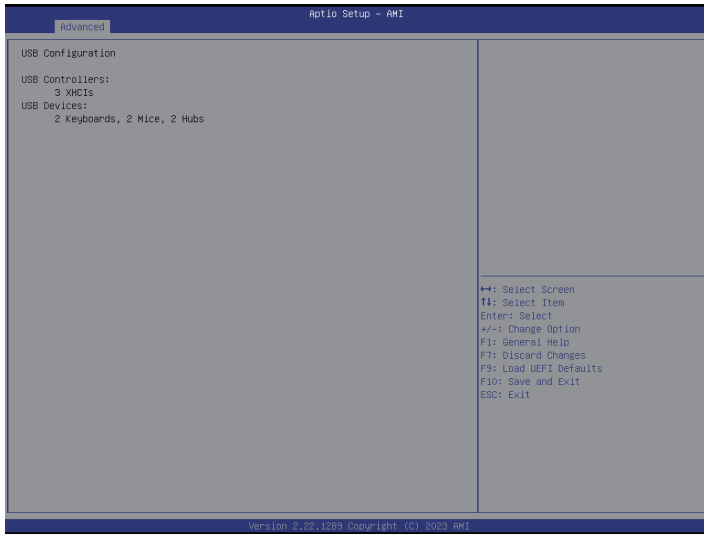 Aptio Setup – AMI
Advanced
USB Configuration
USB Controllers:
3 XHCIs
USB Devices:
2 Keyboards, 2 Mice, 2 Hubs
↔: Select Screen
↑↓: Select Item
Enter: Select
+/-: Change Option
F1: General Help
F7: Discard Changes
F9: Load UEFI Defaults
F10: Save and Exit
ESC: Exit
Version 2.22.1289 Copyright (C) 2023 AMI